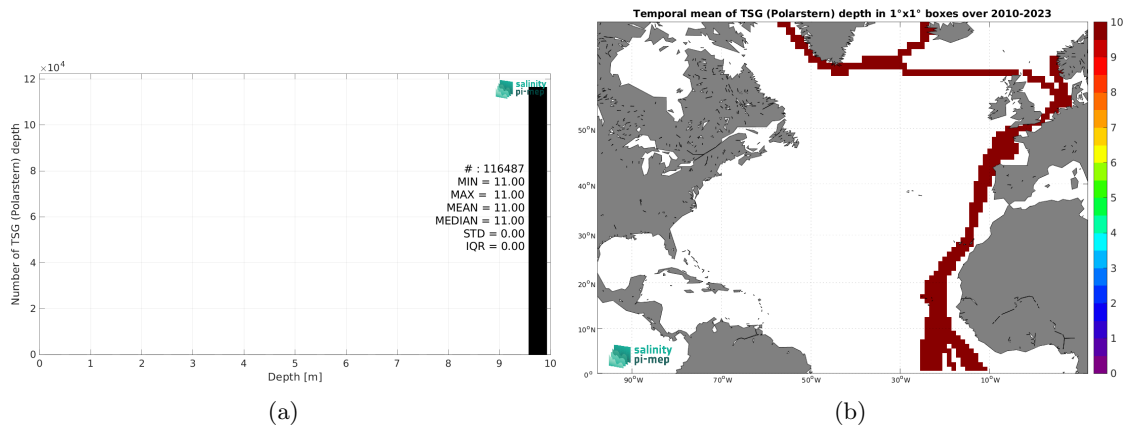 ×10⁴
12
10
8
6
4
2
0
Number of TSG (Polarstern) depth
salinity
pi-mep
# : 116487
MIN = 11.00
MAX = 11.00
MEAN = 11.00
MEDIAN = 11.00
STD = 0.00
IQR = 0.00
0 1 2 3 4 5 6 7 8 9 10
Depth [m]
(a)
Temporal mean of TSG (Polarstern) depth in 1°x1° boxes over 2010-2023
50°N
40°N
30°N
20°N
10°N
0°
90°W 70°W 50°W 30°W 10°W
salinity
pi-mep
10
9
8
7
6
5
4
3
2
1
0
(b)